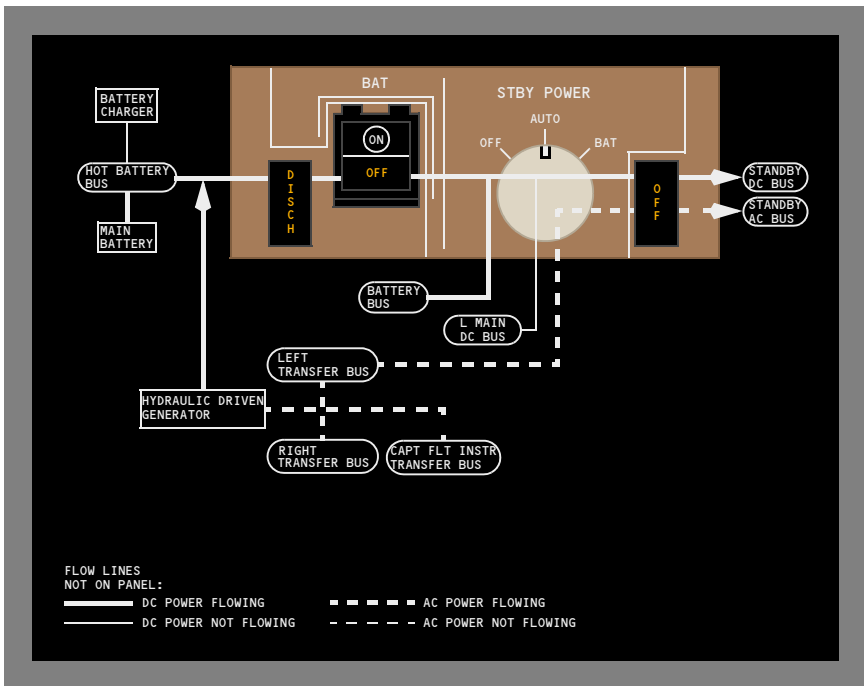 BAT
STBY POWER
AUTO
OFF
BAT
BATTERY
CHARGER
ON
OFF
DISCH
OFF
HOT BATTERY
BUS
STANDBY
DC BUS
STANDBY
AC BUS
MAIN
BATTERY
BATTERY
BUS
L MAIN
DC BUS
LEFT
TRANSFER BUS
HYDRAULIC DRIVEN
GENERATOR
RIGHT
TRANSFER BUS
CAPT FLT INSTR
TRANSFER BUS
FLOW LINES
NOT ON PANEL:
DC POWER FLOWING
AC POWER FLOWING
DC POWER NOT FLOWING
AC POWER NOT FLOWING